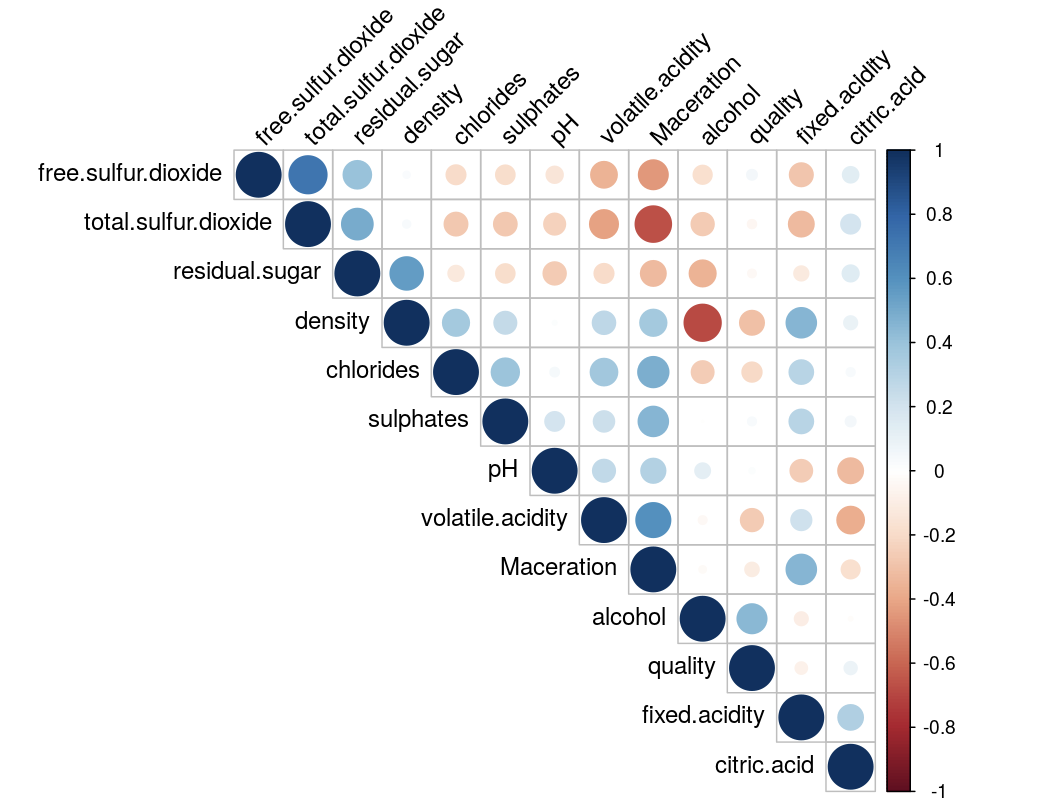 free.sulfur.dioxide
total.sulfur.dioxide
residual.sugar
density
chlorides
sulphates
pH
volatile.acidity
Maceration
alcohol
quality
fixed.acidity
citric.acid
free.sulfur.dioxide
total.sulfur.dioxide
residual.sugar
density
chlorides
sulphates
pH
volatile.acidity
Maceration
alcohol
quality
fixed.acidity
citric.acid
1
0.8
0.6
0.4
0.2
0
-0.2
-0.4
-0.6
-0.8
-1